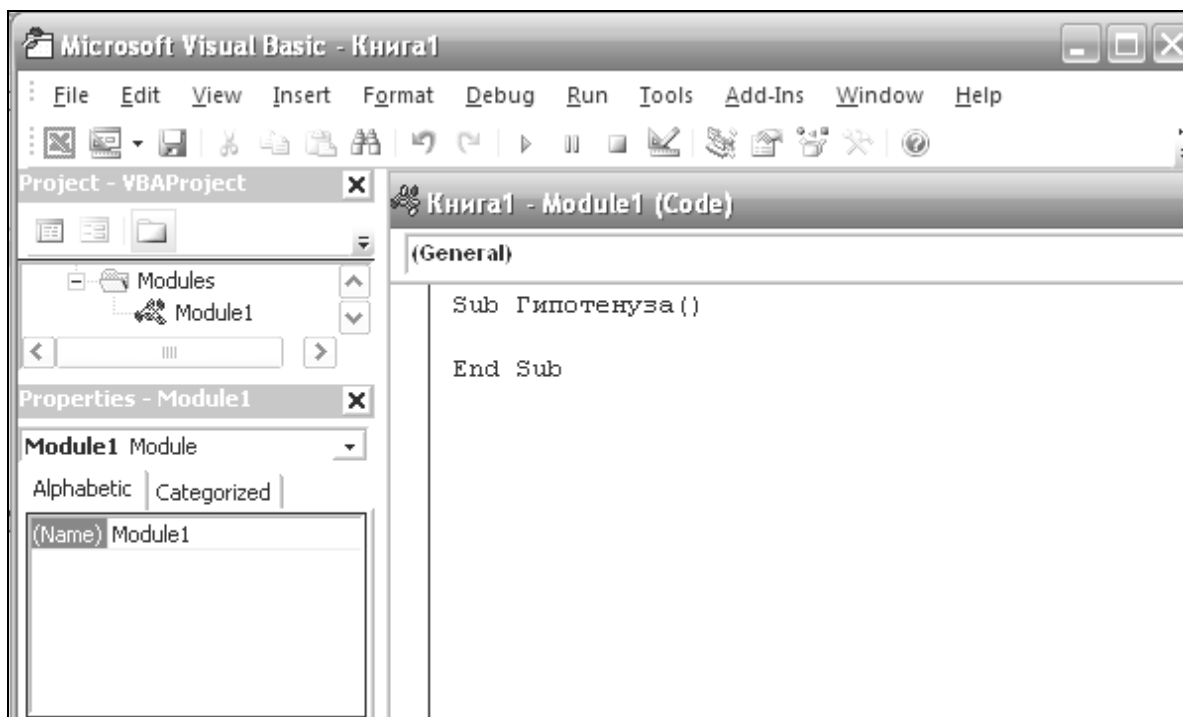 Microsoft Visual Basic - Книга1
File Edit View Insert Format Debug Run Tools Add-Ins Window Help
Project - VBAProject
Книга1 - Module1 (Code)
(General)
Modules
Module1
Sub Гипотенуза()
End Sub
Properties - Module1
Module1 Module
Alphabetic Categorized
(Name) Module1